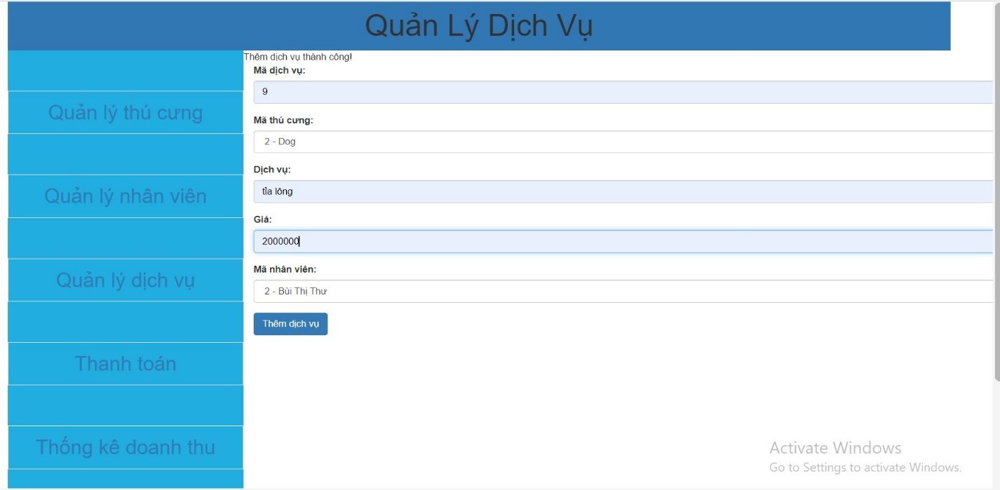 Quản Lý Dịch Vụ
Thêm dịch vụ thành công!
Quản lý thú cưng
Quản lý nhân viên
Quản lý dịch vụ
Thanh toán
Thống kê doanh thu
Mã dịch vụ:
9
Mã thú cưng:
2 - Dog
Dịch vụ:
tỉa lông
Giá:
2000000
Mã nhân viên:
2 - Bùi Thị Thư
Thêm dịch vụ
Activate Windows
Go to Settings to activate Windows.